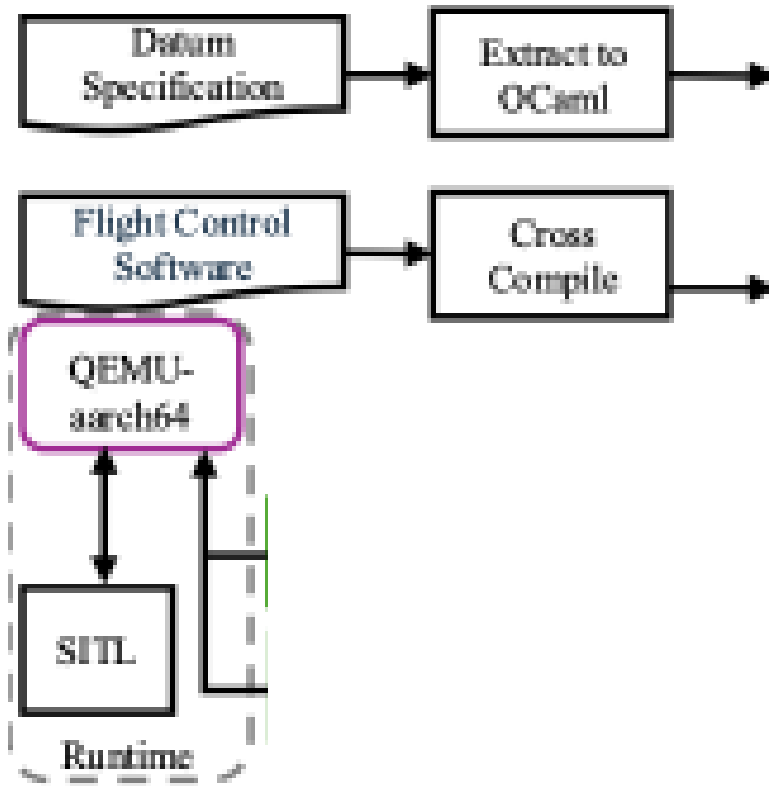 Datum
Specification
Extract to
OCaml
Flight Control
Software
Cross
Compile
QEMU-
aarch64
SITL
Runtime